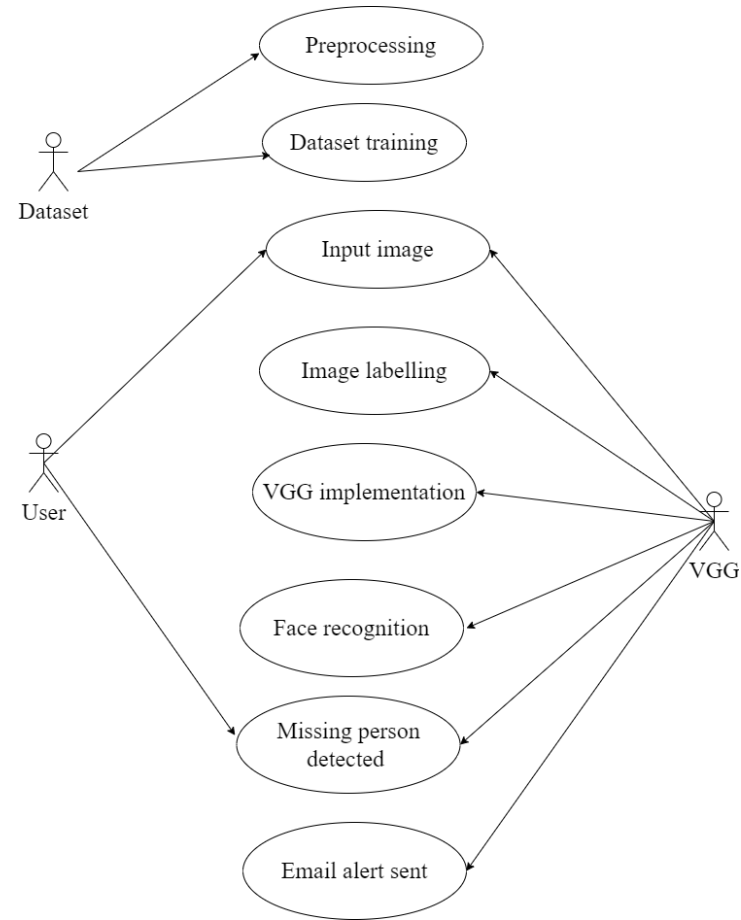 Preprocessing
Dataset training
Dataset
Input image
Image labelling
User
VGG implementation
VGG
Face recognition
Missing person
detected
Email alert sent